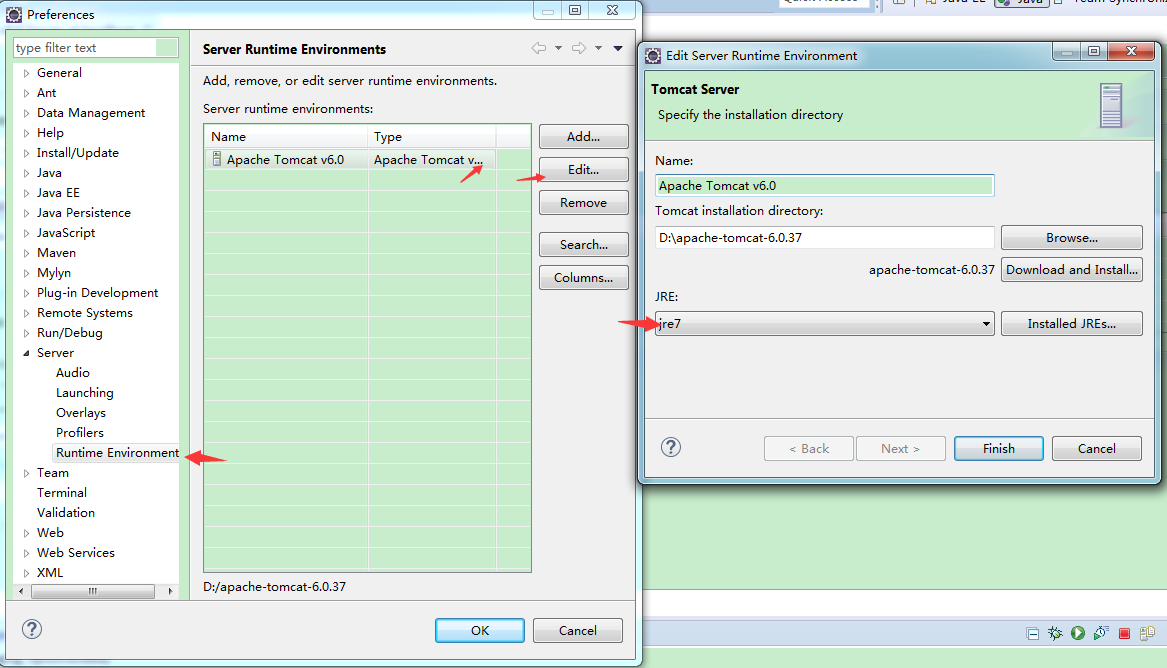 Preferences
type filter text
General
Ant
Data Management
Help
Install/Update
Java
Java EE
Java Persistence
JavaScript
Maven
Mylyn
Plug-in Development
Remote Systems
Run/Debug
Server
Audio
Launching
Overlays
Profilers
Runtime Environment
Team
Terminal
Validation
Web
Web Services
XML
Server Runtime Environments
Add, remove, or edit server runtime environments.
Server runtime environments:
Name Type
Apache Tomcat v6.0 Apache Tomcat v...
Add...
Edit...
Remove
Search...
Columns...
D:/apache-tomcat-6.0.37
OK Cancel
Java EE Java
Edit Server Runtime Environment
Tomcat Server
Specify the installation directory
Name:
Apache Tomcat v6.0
Tomcat installation directory:
D:\apache-tomcat-6.0.37 Browse...
apache-tomcat-6.0.37 Download and Install...
JRE:
jre7 Installed JREs...
< Back Next > Finish Cancel